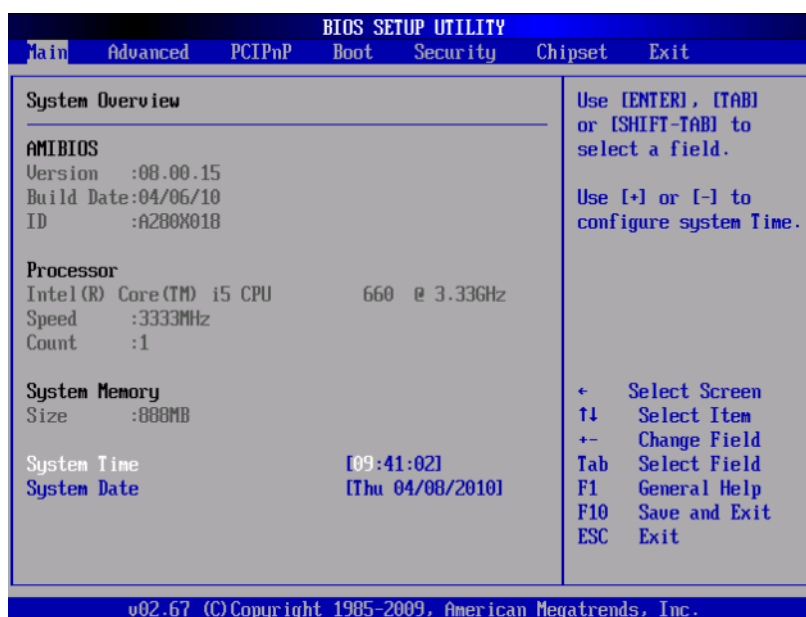 BIOS SETUP UTILITY
Main Advanced PCIPnP Boot Security Chipset Exit
System Overview
AMIBIOS
Version :08.00.15
Build Date:04/06/10
ID :A280X018
Processor
Intel(R) Core(TM) i5 CPU 660 @ 3.33GHz
Speed :3333MHz
Count :1
System Memory
Size :888MB
System Time [09:41:02]
System Date [Thu 04/08/2010]
Use [ENTER], [TAB]
or [SHIFT-TAB] to
select a field.
Use [+] or [-] to
configure system Time.
← Select Screen
↑↓ Select Item
+- Change Field
Tab Select Field
F1 General Help
F10 Save and Exit
ESC Exit
v02.67 (C)Copyright 1985-2009, American Megatrends, Inc.